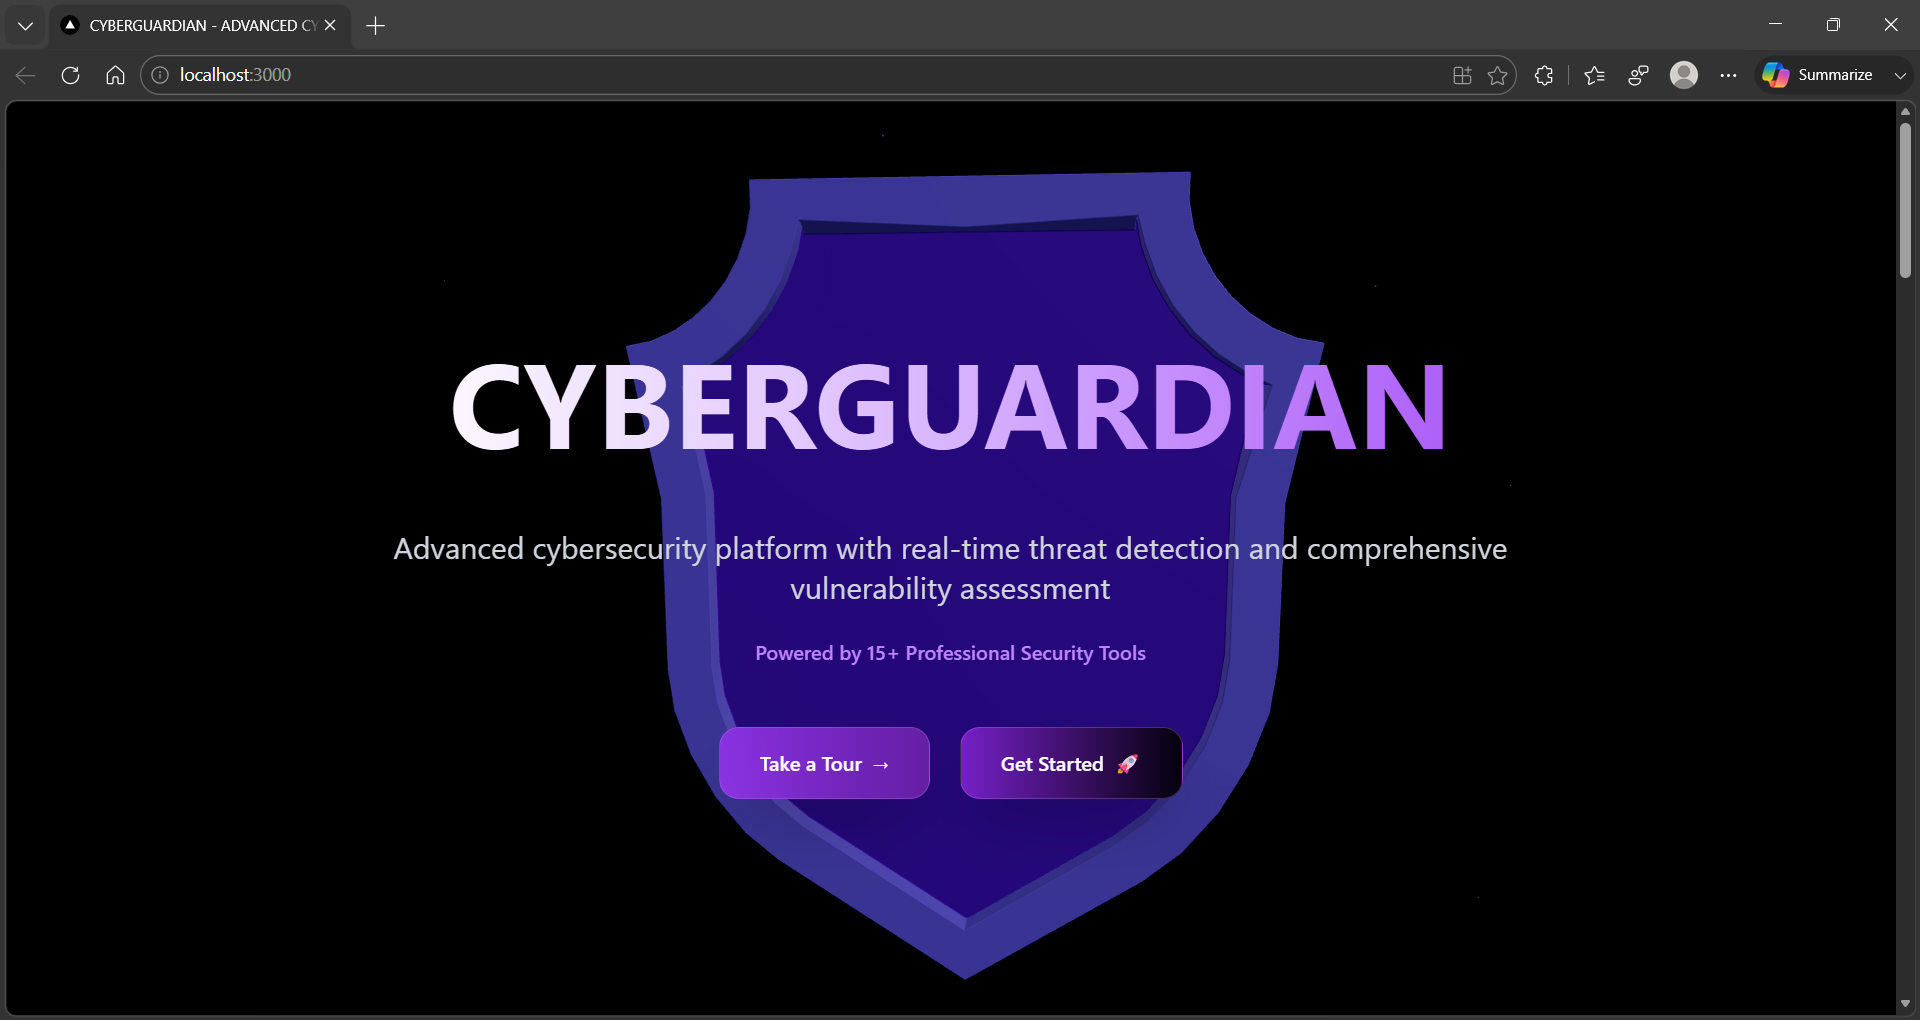 CYBERGUARDIAN - ADVANCED CY
localhost:3000
Summarize
CYBERGUARDIAN
Advanced cybersecurity platform with real-time threat detection and comprehensive
vulnerability assessment
Powered by 15+ Professional Security Tools
Take a Tour →
Get Started 🚀